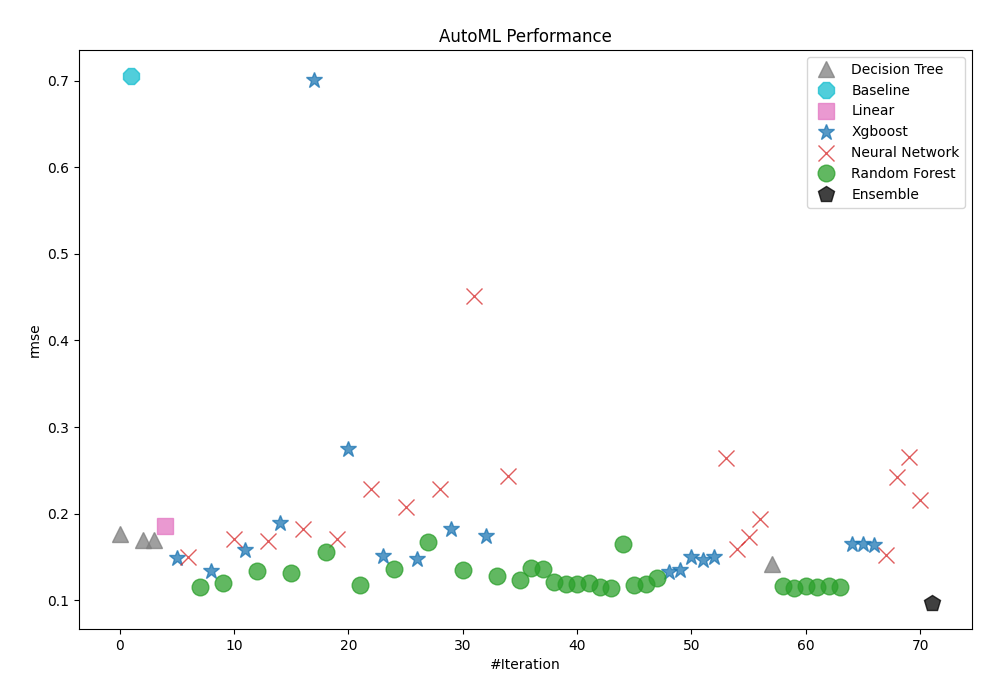 AutoML Performance
Decision Tree
Baseline
Linear
Xgboost
Neural Network
Random Forest
Ensemble
0.7
0.6
0.5
0.4
0.3
0.2
0.1
rmse
0 10 20 30 40 50 60 70
#Iteration